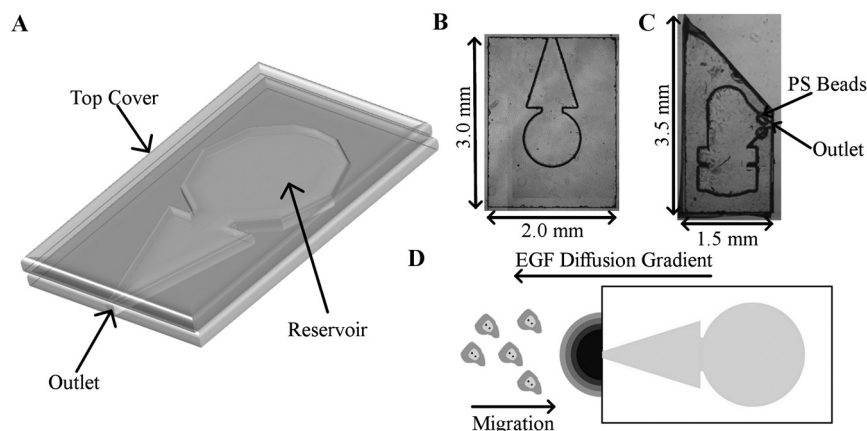 A
Top Cover
Reservoir
Outlet
B
3.0 mm
2.0 mm
C
PS Beads
Outlet
3.5 mm
1.5 mm
D
EGF Diffusion Gradient
Migration